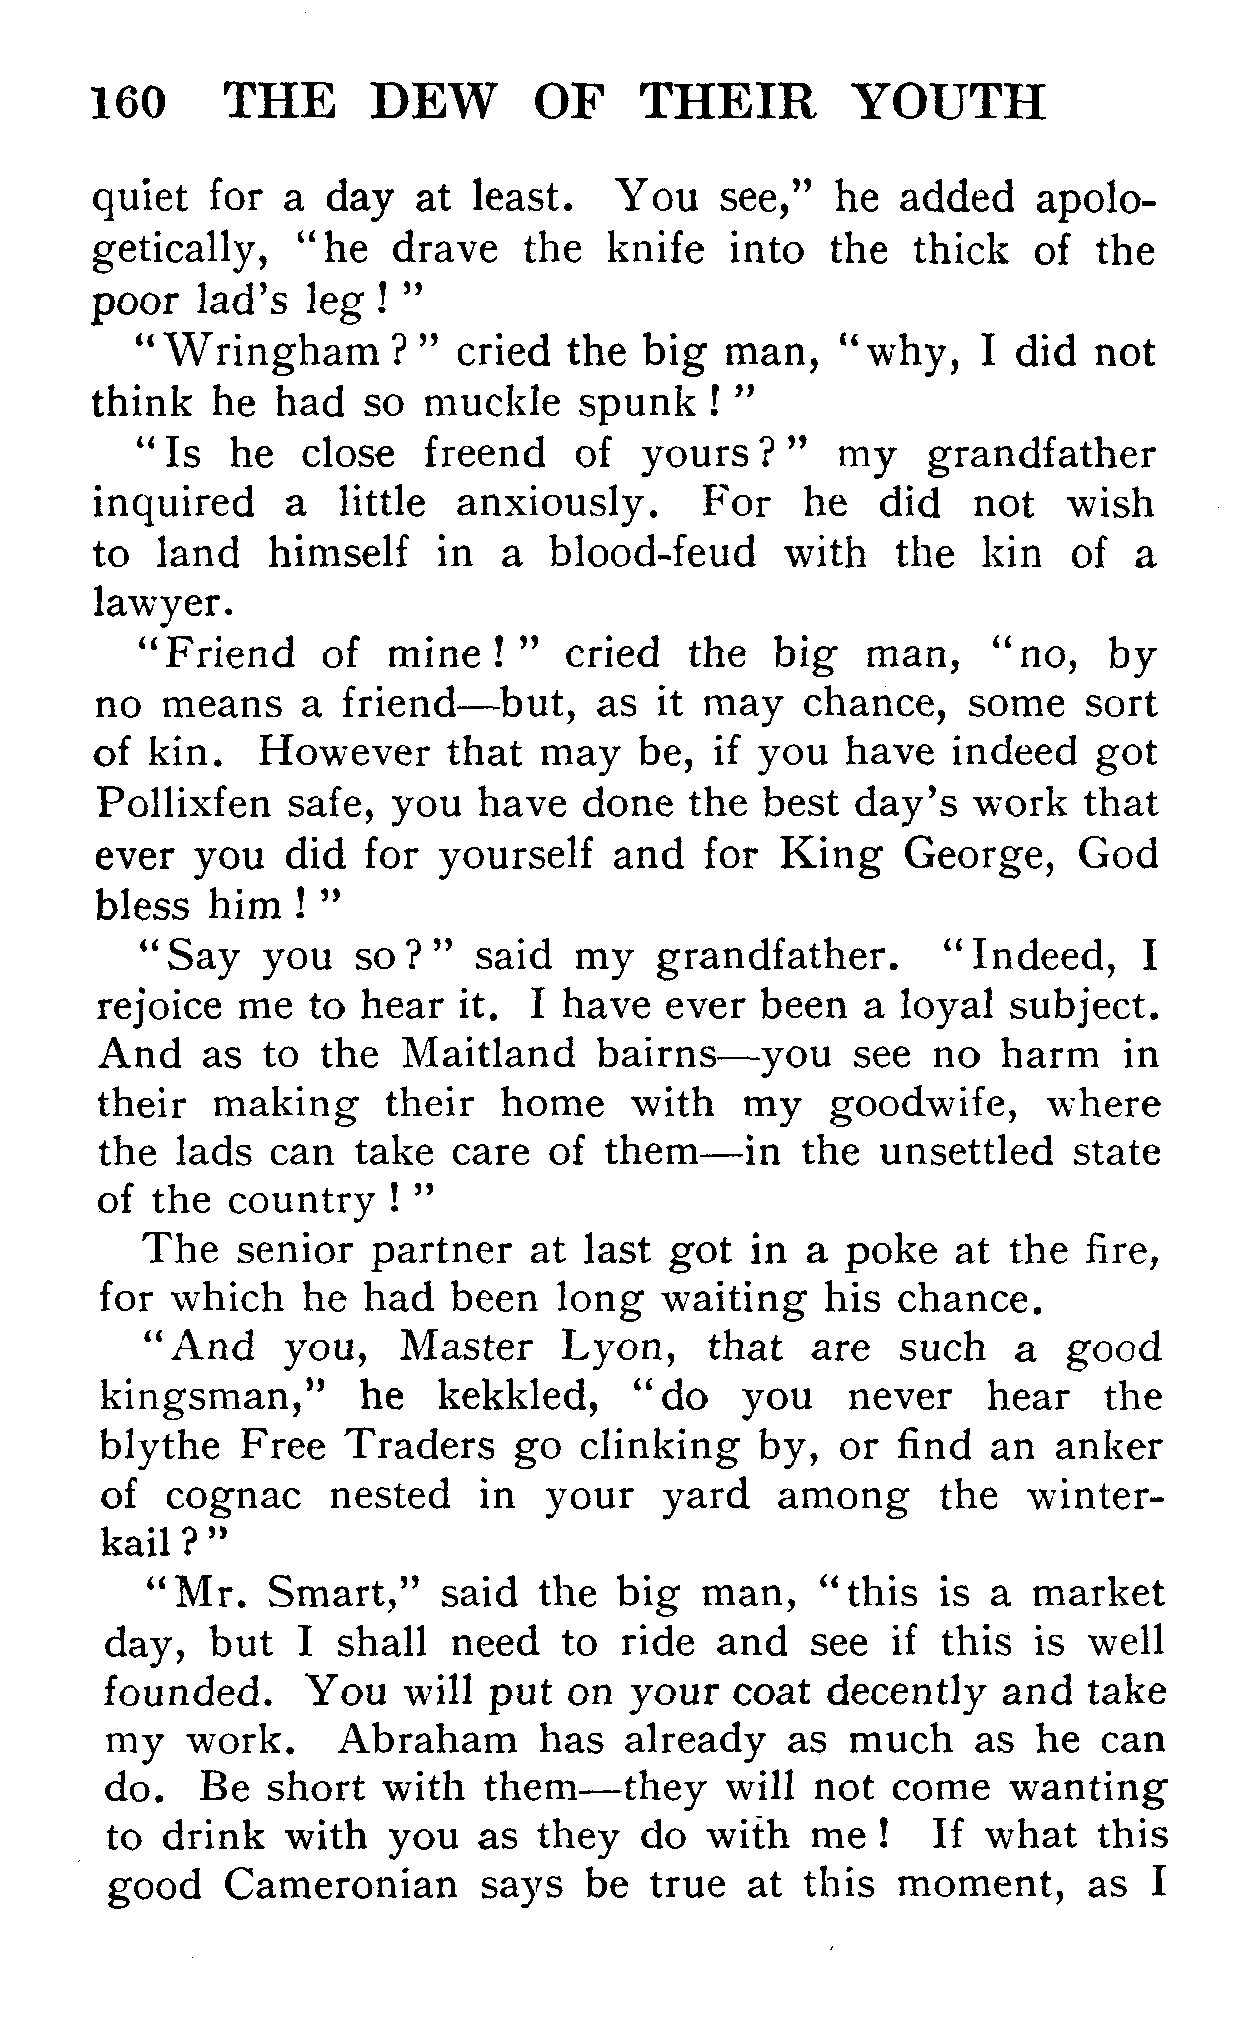 160 THE DEW OF THEIR YOUTH
quiet for a day at least. You see,” he added apolo-
getically, “he drave the knife into the thick of the
poor lad’s leg ! ”
“Wringham ? ” cried the big man, “why, I did not
think he had so muckle spunk ! ”
“Is he close freend of yours ? ” my grandfather
inquired a little anxiously. For he did not wish
to land himself in a blood-feud with the kin of a
lawyer.
“Friend of mine ! ” cried the big man, “no, by
no means a friend—but, as it may chance, some sort
of kin. However that may be, if you have indeed got
Pollixfen safe, you have done the best day’s work that
ever you did for yourself and for King George, God
bless him ! ”
“Say you so ? ” said my grandfather. “Indeed, I
rejoice me to hear it. I have ever been a loyal subject.
And as to the Maitland bairns—you see no harm in
their making their home with my goodwife, where
the lads can take care of them—in the unsettled state
of the country ! ”
The senior partner at last got in a poke at the fire,
for which he had been long waiting his chance.
“And you, Master Lyon, that are such a good
kingsman,” he kekkled, “do you never hear the
blythe Free Traders go clinking by, or find an anker
of cognac nested in your yard among the winter-
kail ? ”
“Mr. Smart,” said the big man, “this is a market
day, but I shall need to ride and see if this is well
founded. You will put on your coat decently and take
my work. Abraham has already as much as he can
do. Be short with them—they will not come wanting
to drink with you as they do with me ! If what this
good Cameronian says be true at this moment, as I